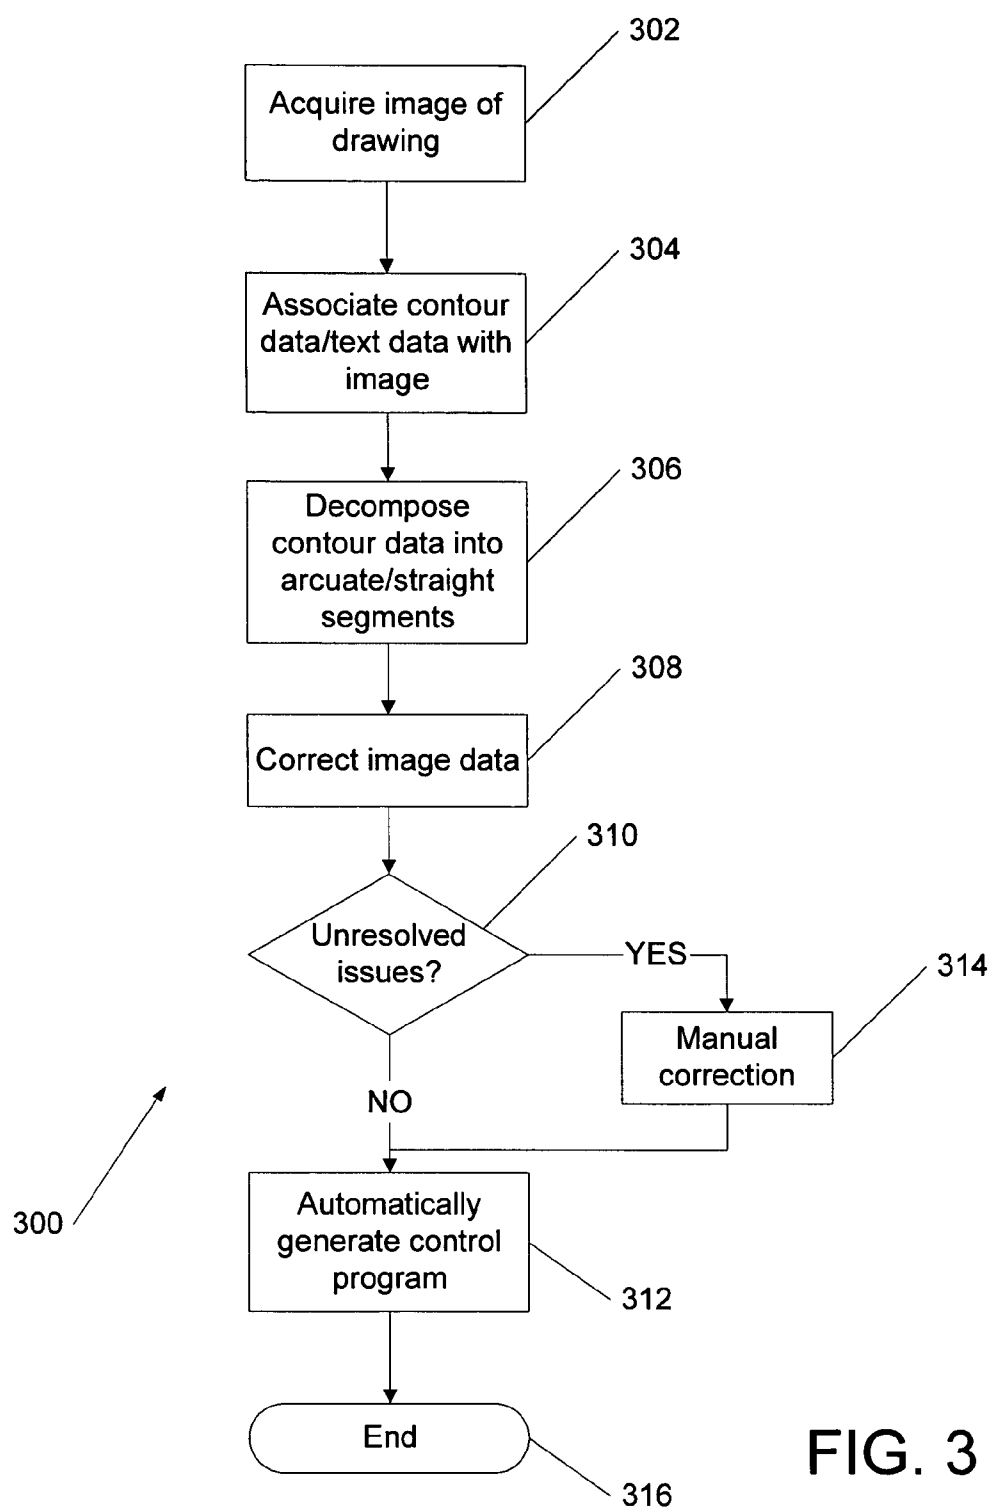 302
Acquire image of
drawing
304
Associate contour
data/text data with
image
306
Decompose
contour data into
arcuate/straight
segments
308
Correct image data
310
Unresolved
issues?
YES
314
Manual
correction
NO
300
Automatically
generate control
program
312
End
316
FIG. 3